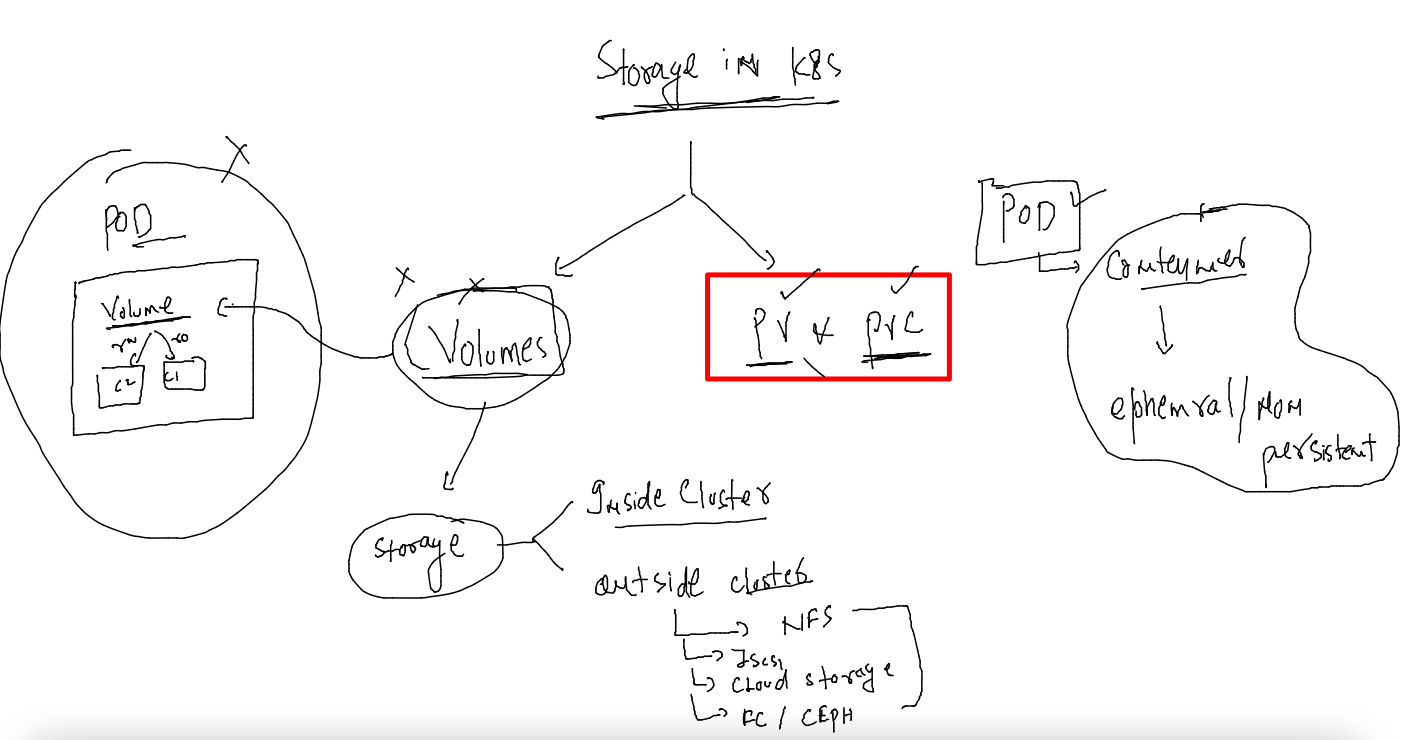 Storage in K8s
POD
Volume
rw ro
C2 C1
Volumes
PV & PVC
POD
Conteyner
ephemral / Non
persistent
Storage
Inside Cluster
outside cluster
NFS
Iscsi
Cloud storage
FC / CEPH